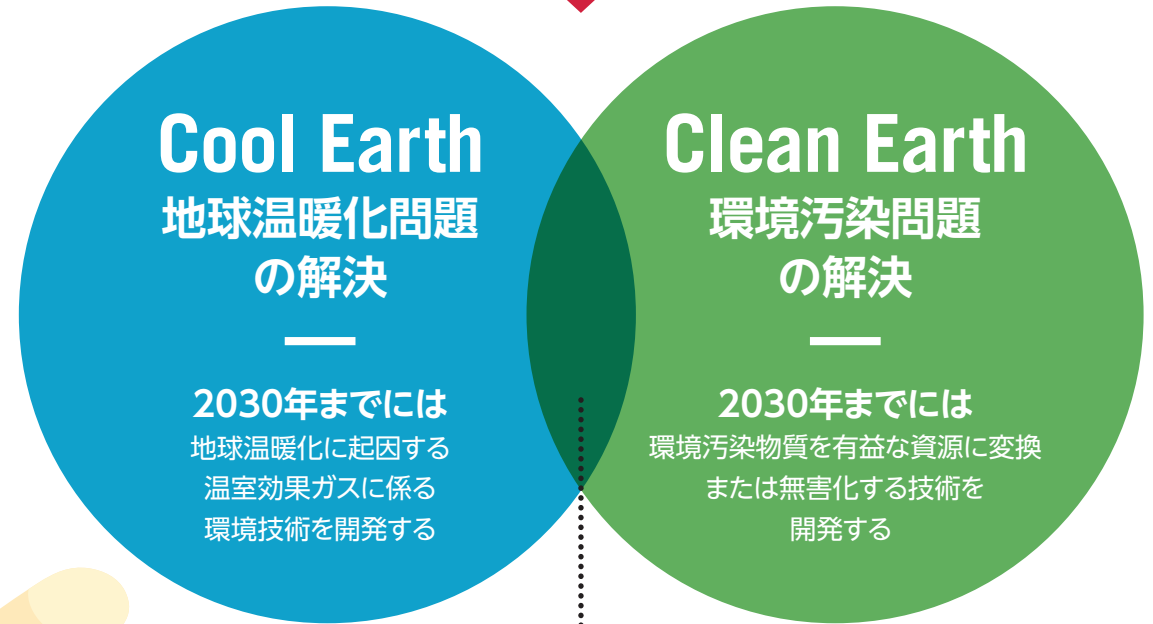 Cool Earth
地球温暖化問題
の解決
2030年までには
地球温暖化に起因する
温室効果ガスに係る
環境技術を開発する
Clean Earth
環境汚染問題
の解決
2030年までには
環境汚染物質を有益な資源に変換
または無害化する技術を
開発する